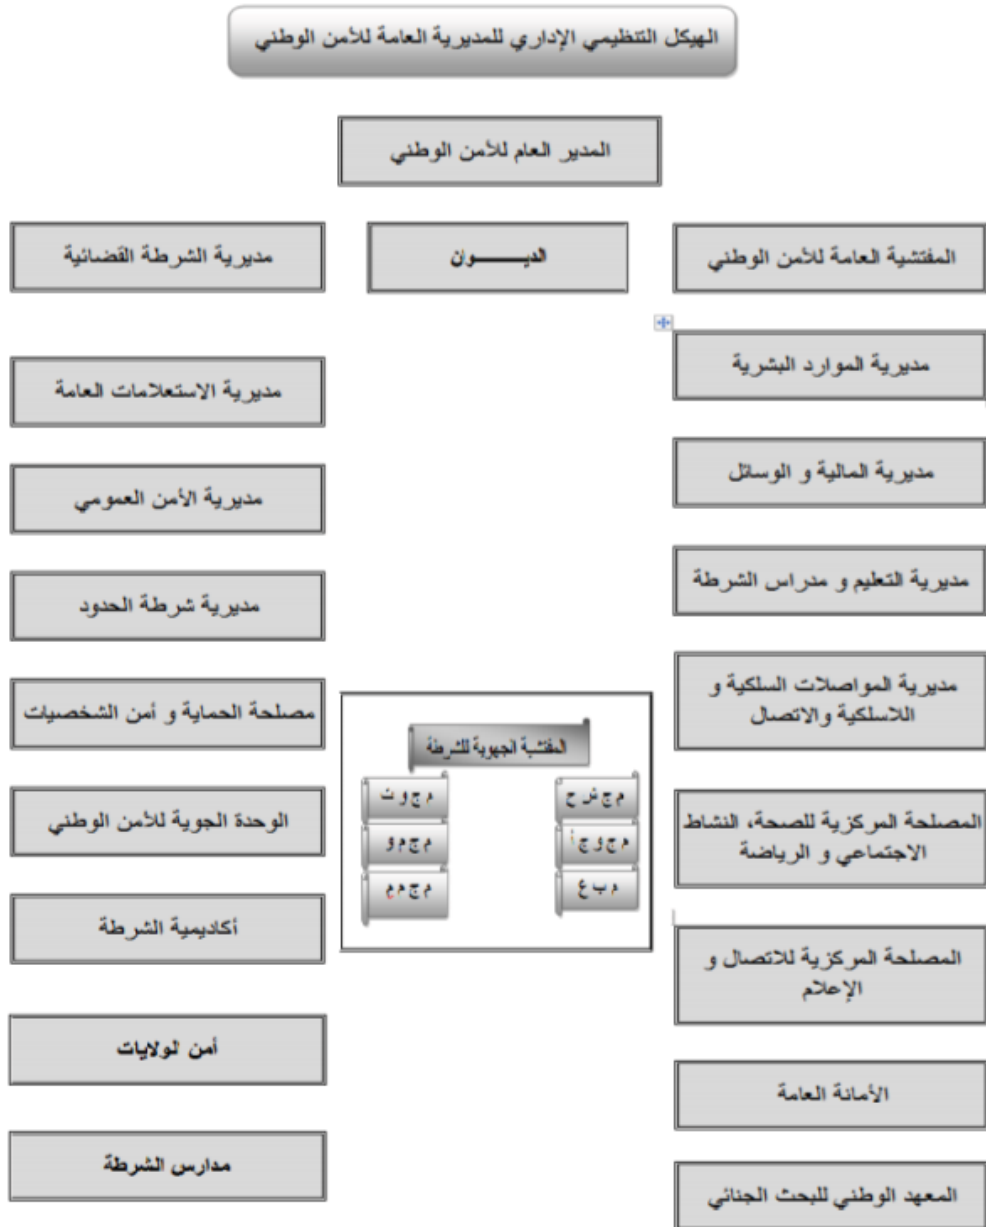 الهيكل التنظيمي الإداري للمديرية العامة للأمن الوطني
المدير العام للأمن الوطني
المفتشية العامة للأمن الوطني
الديـــــــوان
مديرية الشرطة القضائية
مديرية الموارد البشرية
مديرية الاستعلامات العامة
مديرية المالية و الوسائل
مديرية الأمن العمومي
مديرية التعليم و مدراس الشرطة
مديرية شرطة الحدود
مديرية المواصلات السلكية و
اللاسلكية والاتصال
مصلحة الحماية و أمن الشخصيات
المفتشية الجهوية للشرطة
م ج ش ح
م ج و ت
م ج و ج أ
م ج م و
م ب ع
م ج م ع
المصلحة المركزية للصحة، النشاط
الاجتماعي و الرياضة
الوحدة الجوية للأمن الوطني
أكاديمية الشرطة
المصلحة المركزية للاتصال و
الإعلام
أمن لولايات
الأمانة العامة
مدارس الشرطة
المعهد الوطني للبحث الجنائي